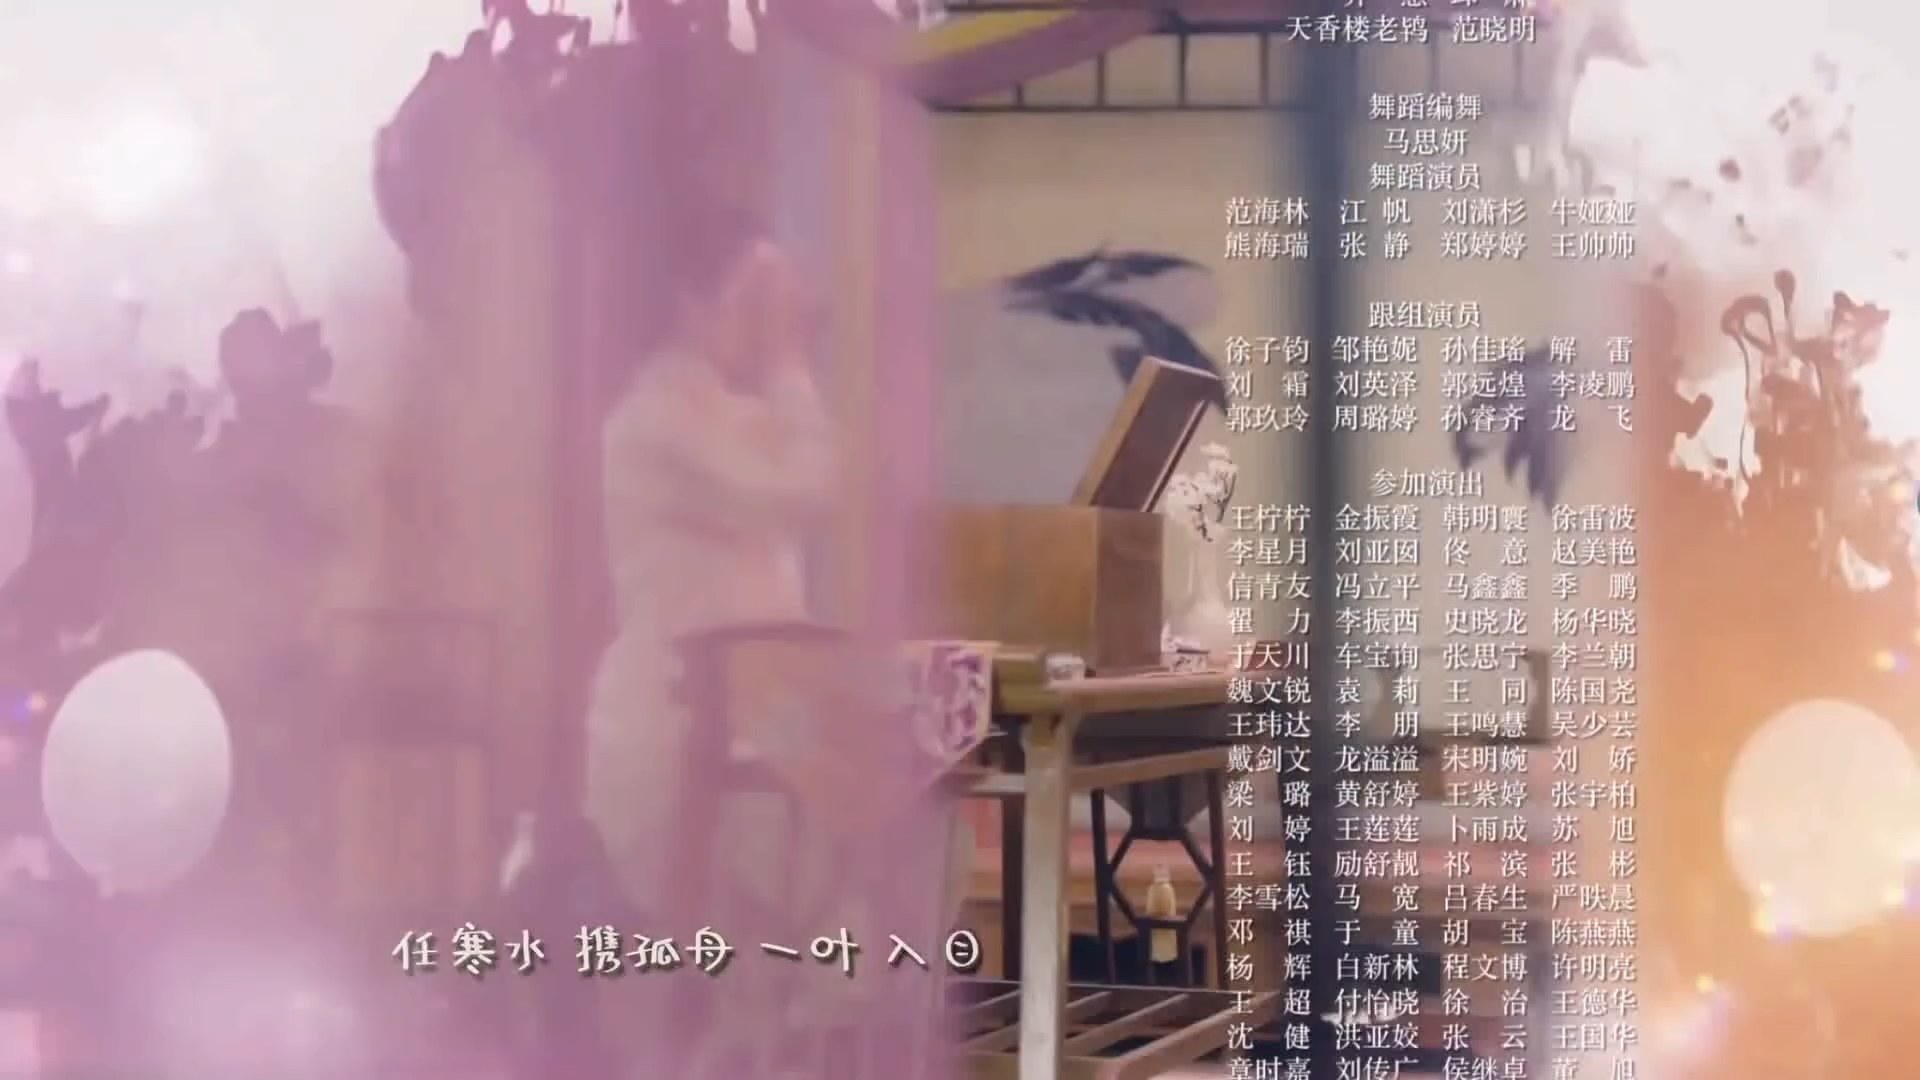 天香楼老鸨 范晓明
舞蹈编舞
马思妍
舞蹈演员
范海林 江帆 刘潇杉 牛娅娅
熊海瑞 张静 郑婷婷 王帅帅
跟组演员
徐子钧 邹艳妮 孙佳瑤 解雷
刘霜 刘英泽 郭远煌 李凌鹏
郭玖玲 周璐婷 孙睿齐 龙飞
参加演出
王柠柠 金振霞 韩明寰 徐雷波
李星月 刘亚囡 佟意 赵美艳
信青友 冯立平 马鑫鑫 季鹏
翟力 李振西 史晓龙 杨华晓
于天川 车宝询 张思宁 李兰朝
魏文锐 袁莉 王同 陈国尧
王玮达 李朋 王鸣慧 吴少芸
戴剑文 龙溢溢 宋明婉 刘娇
梁璐 黄舒婷 王紫婷 张宇柏
刘婷 王莲莲 卜雨成 苏旭
王钰 励舒靓 祁滨 张彬
李雪松 马宽 吕春生 严昳晨
邓祺 于童 胡宝 陈燕燕
杨辉 白新林 程文博 许明亮
王超 付怡晓 徐治 王德华
沈健 洪亚姣 张云 王国华
章时嘉 刘传广 侯继卓 董旭
任寒水 携孤舟 一叶 入目